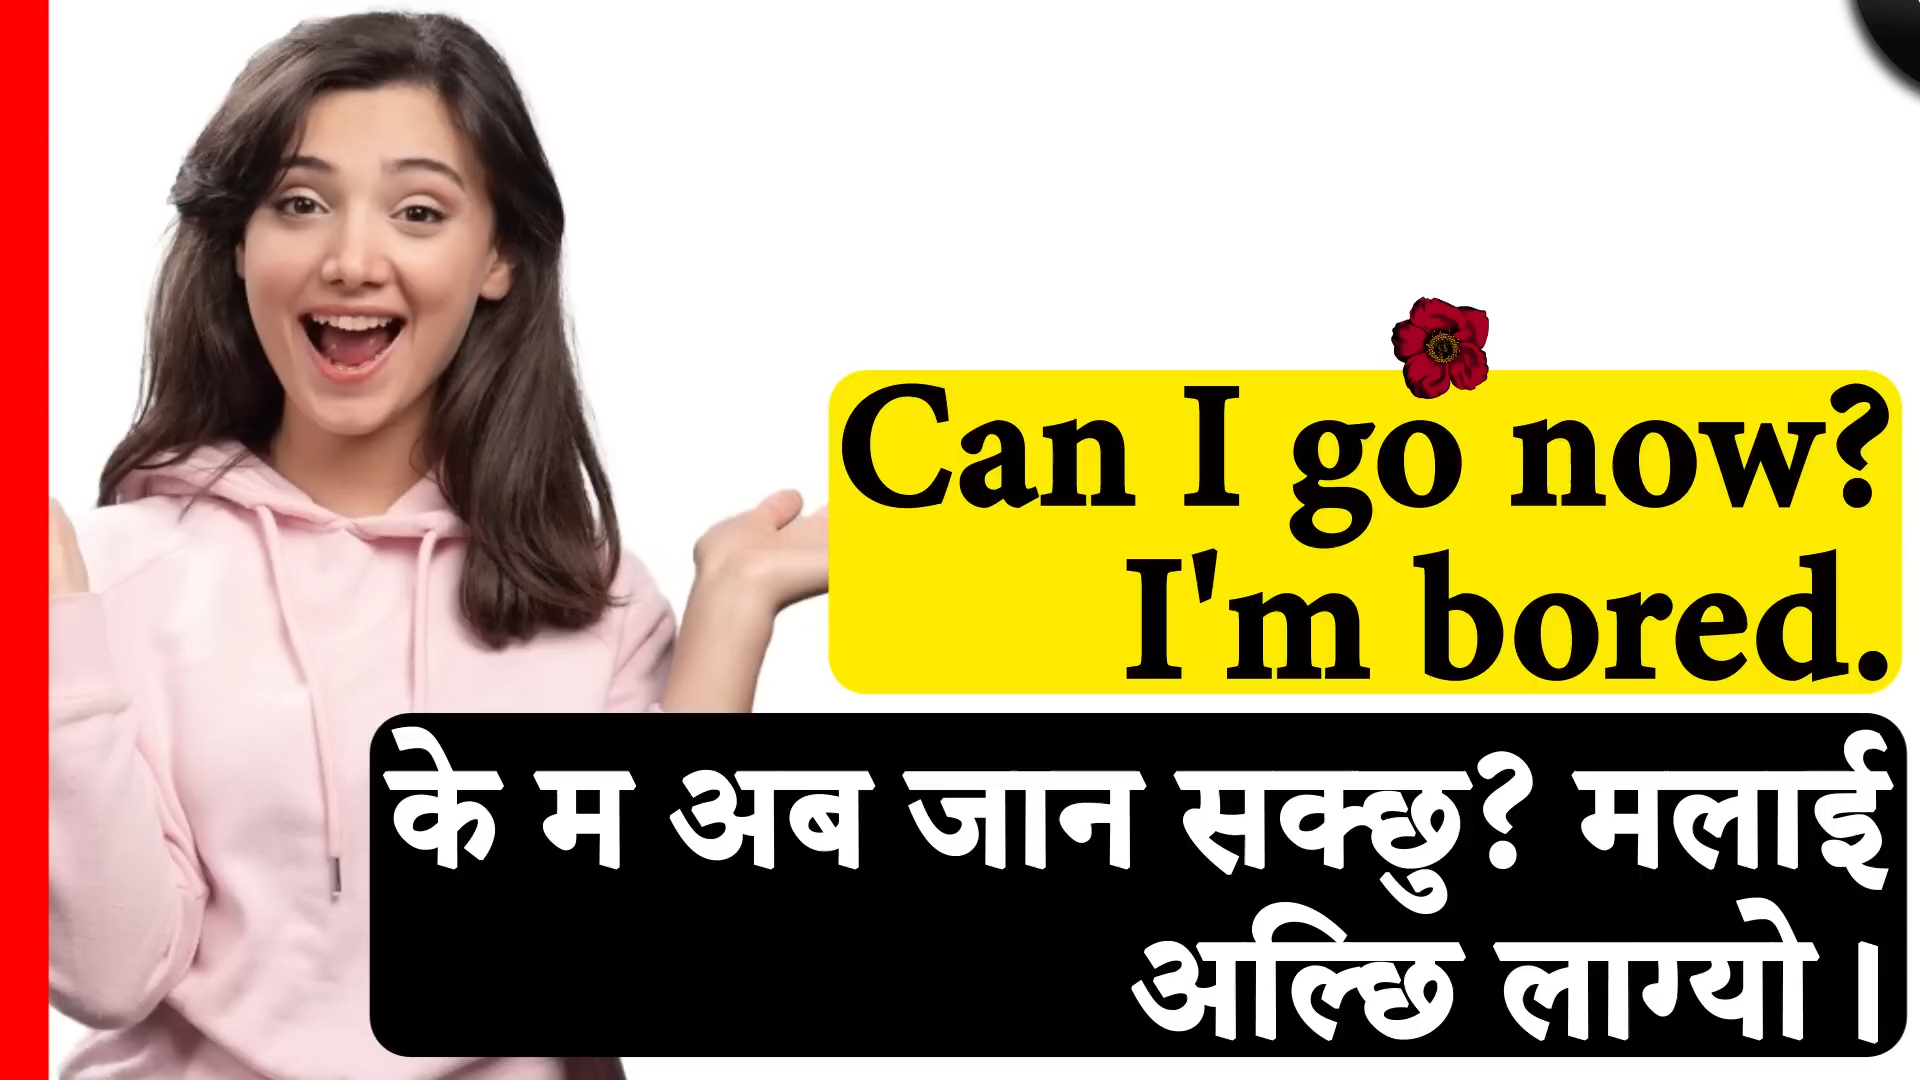 Can I go now?
I'm bored.
के म अब जान सक्छु? मलाई
अल्छि लाग्यो ।